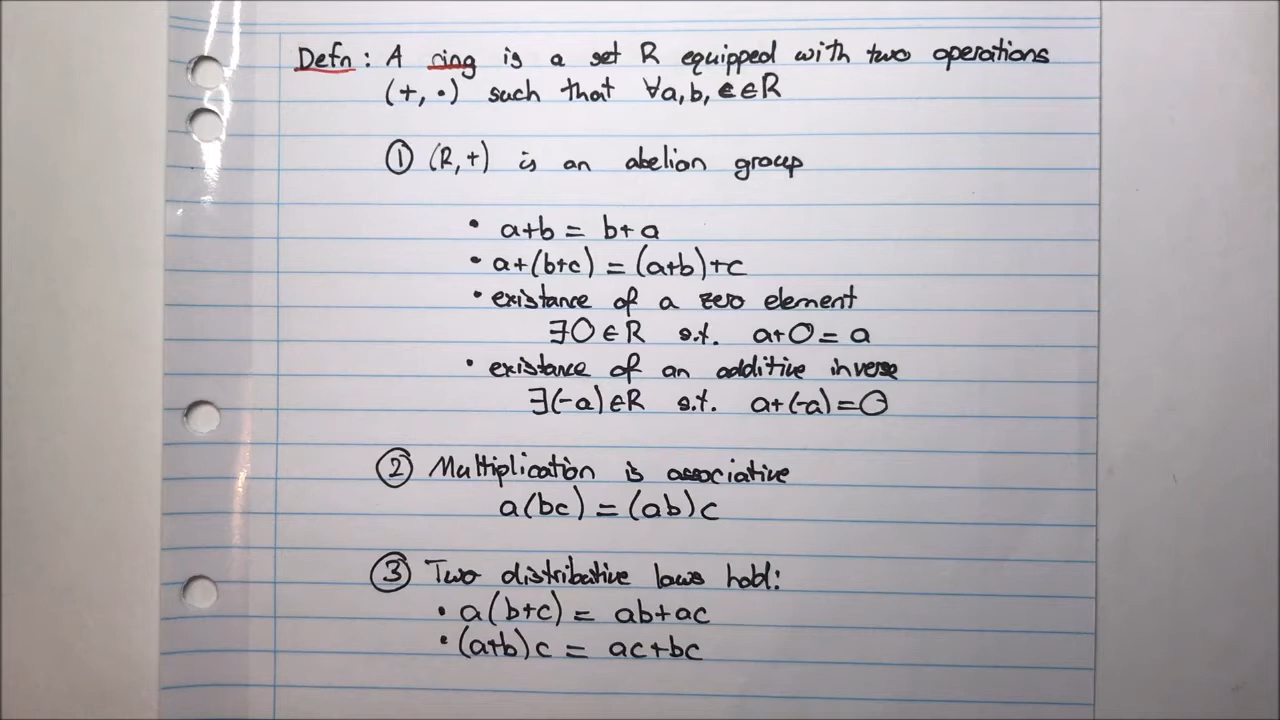 Defn: A ring is a set R equipped with two operations
(+, •) such that ∀a, b, c ∈ R
① (R, +) is an abelian group
• a+b = b+a
• a+(b+c) = (a+b)+c
• existance of a zero element
∃0 ∈ R s.t. a+0 = a
• existance of an additive inverse
∃(-a) ∈ R s.t. a+(-a) = 0
② Multiplication is associative
a(bc) = (ab)c
③ Two distributive laws hold:
• a(b+c) = ab+ac
• (a+b)c = ac+bc